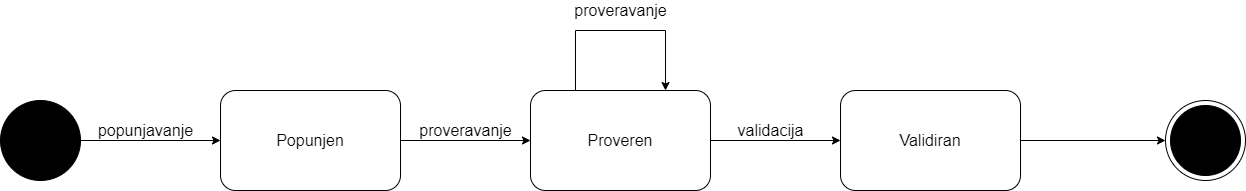 proveravanje
popunjavanje
Popunjen
proveravanje
Proveren
validacija
Validiran